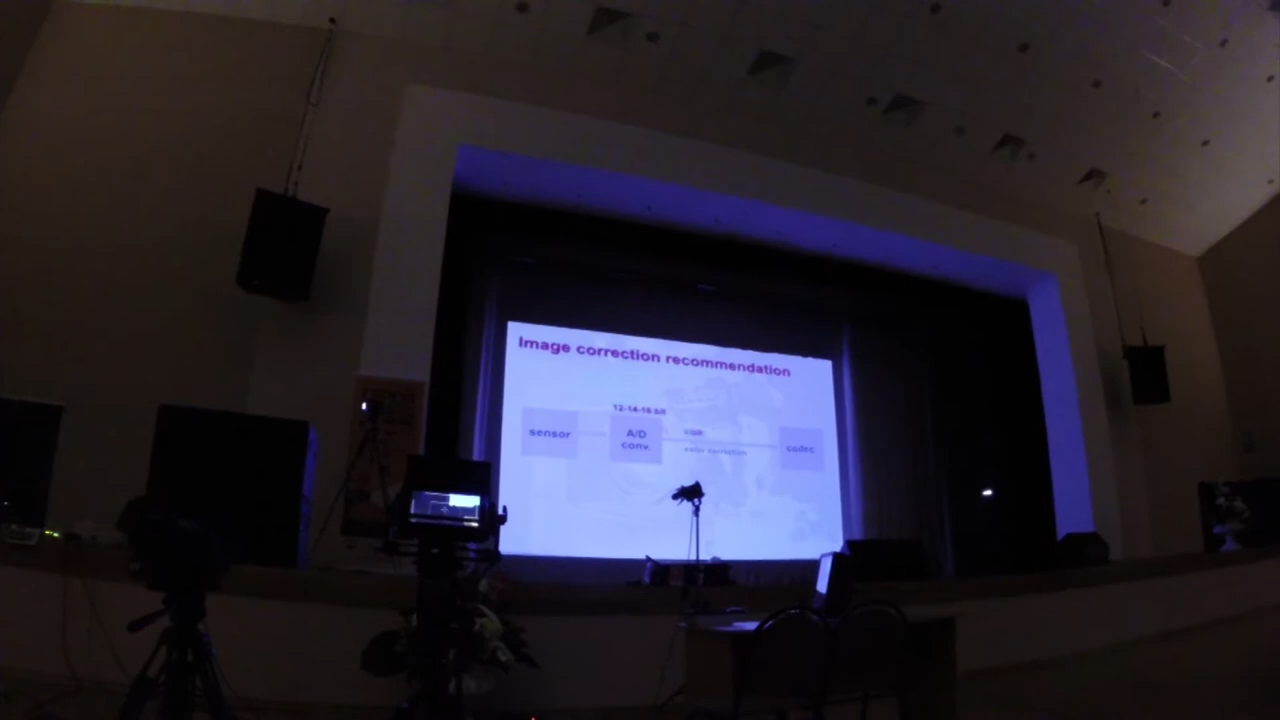 Image correction recommendation
12-14-16 bit
sensor
A/D
conv.
color correction
codec